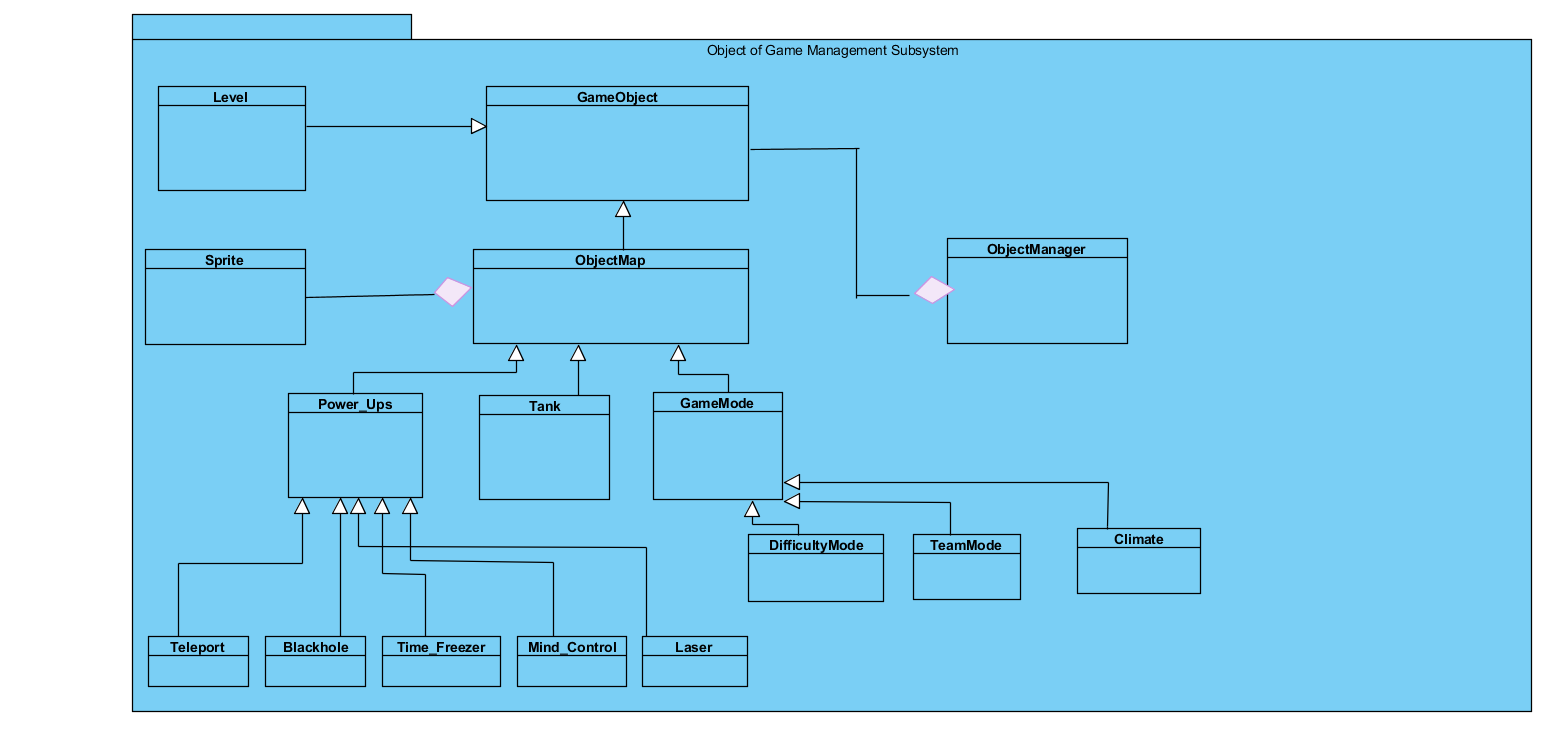 Object of Game Management Subsystem
Level
GameObject
ObjectManager
Sprite
ObjectMap
Power_Ups
Tank
GameMode
DifficultyMode
TeamMode
Climate
Teleport
Blackhole
Time_Freezer
Mind_Control
Laser